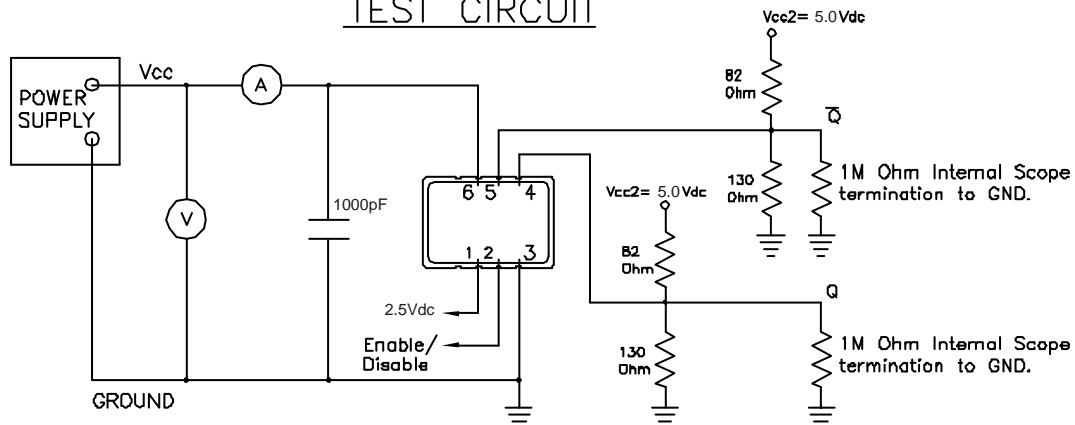 TEST CIRCUIT
Vcc2= 5.0Vdc
82
Ohm
Vcc
A
POWER
SUPPLY
Q̅
130
Ohm
1M Ohm Internal Scope
termination to GND.
6 5 4
Vcc2= 5.0Vdc
1000pF
V
82
Ohm
1 2 3
2.5Vdc
Q
Enable/
Disable
130
Ohm
1M Ohm Internal Scope
termination to GND.
GROUND